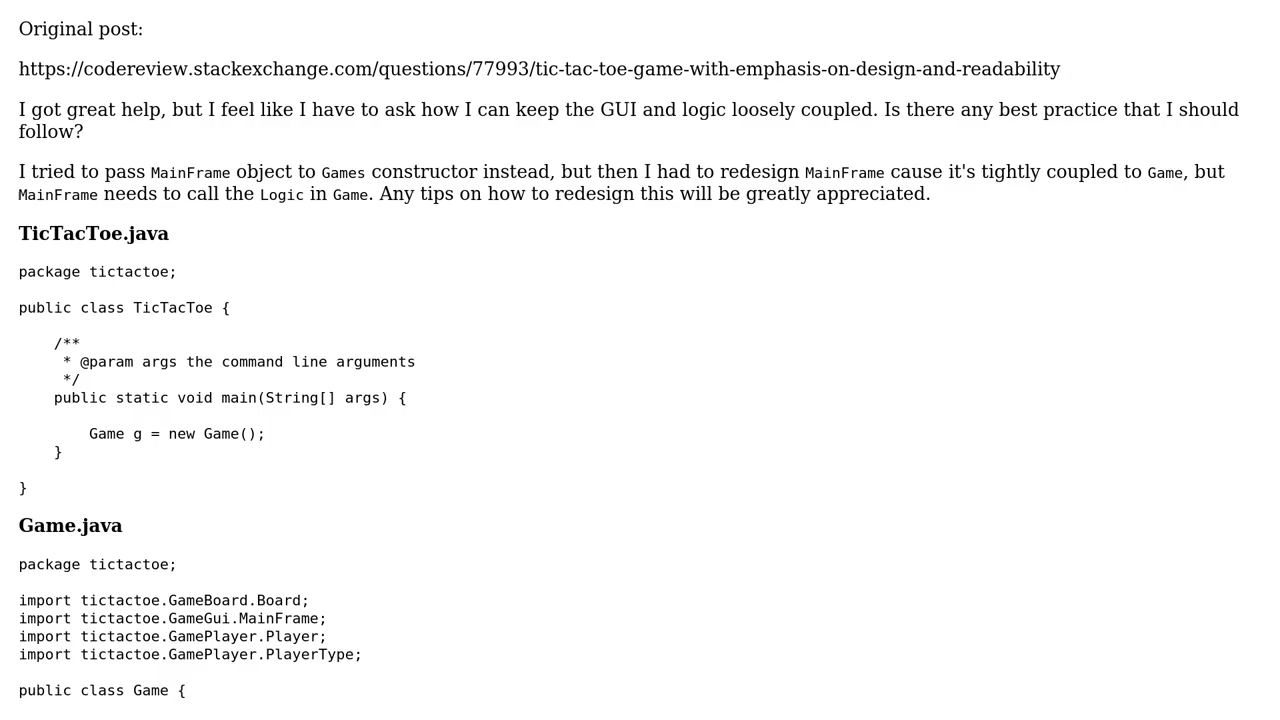 Original post:
https://codereview.stackexchange.com/questions/77993/tic-tac-toe-game-with-emphasis-on-design-and-readability
I got great help, but I feel like I have to ask how I can keep the GUI and logic loosely coupled. Is there any best practice that I should
follow?
I tried to pass MainFrame object to Games constructor instead, but then I had to redesign MainFrame cause it's tightly coupled to Game, but
MainFrame needs to call the Logic in Game. Any tips on how to redesign this will be greatly appreciated.
TicTacToe.java
package tictactoe;
public class TicTacToe {
/**
* @param args the command line arguments
*/
public static void main(String[] args) {
Game g = new Game();
}
}
Game.java
package tictactoe;
import tictactoe.GameBoard.Board;
import tictactoe.GameGui.MainFrame;
import tictactoe.GamePlayer.Player;
import tictactoe.GamePlayer.PlayerType;
public class Game {